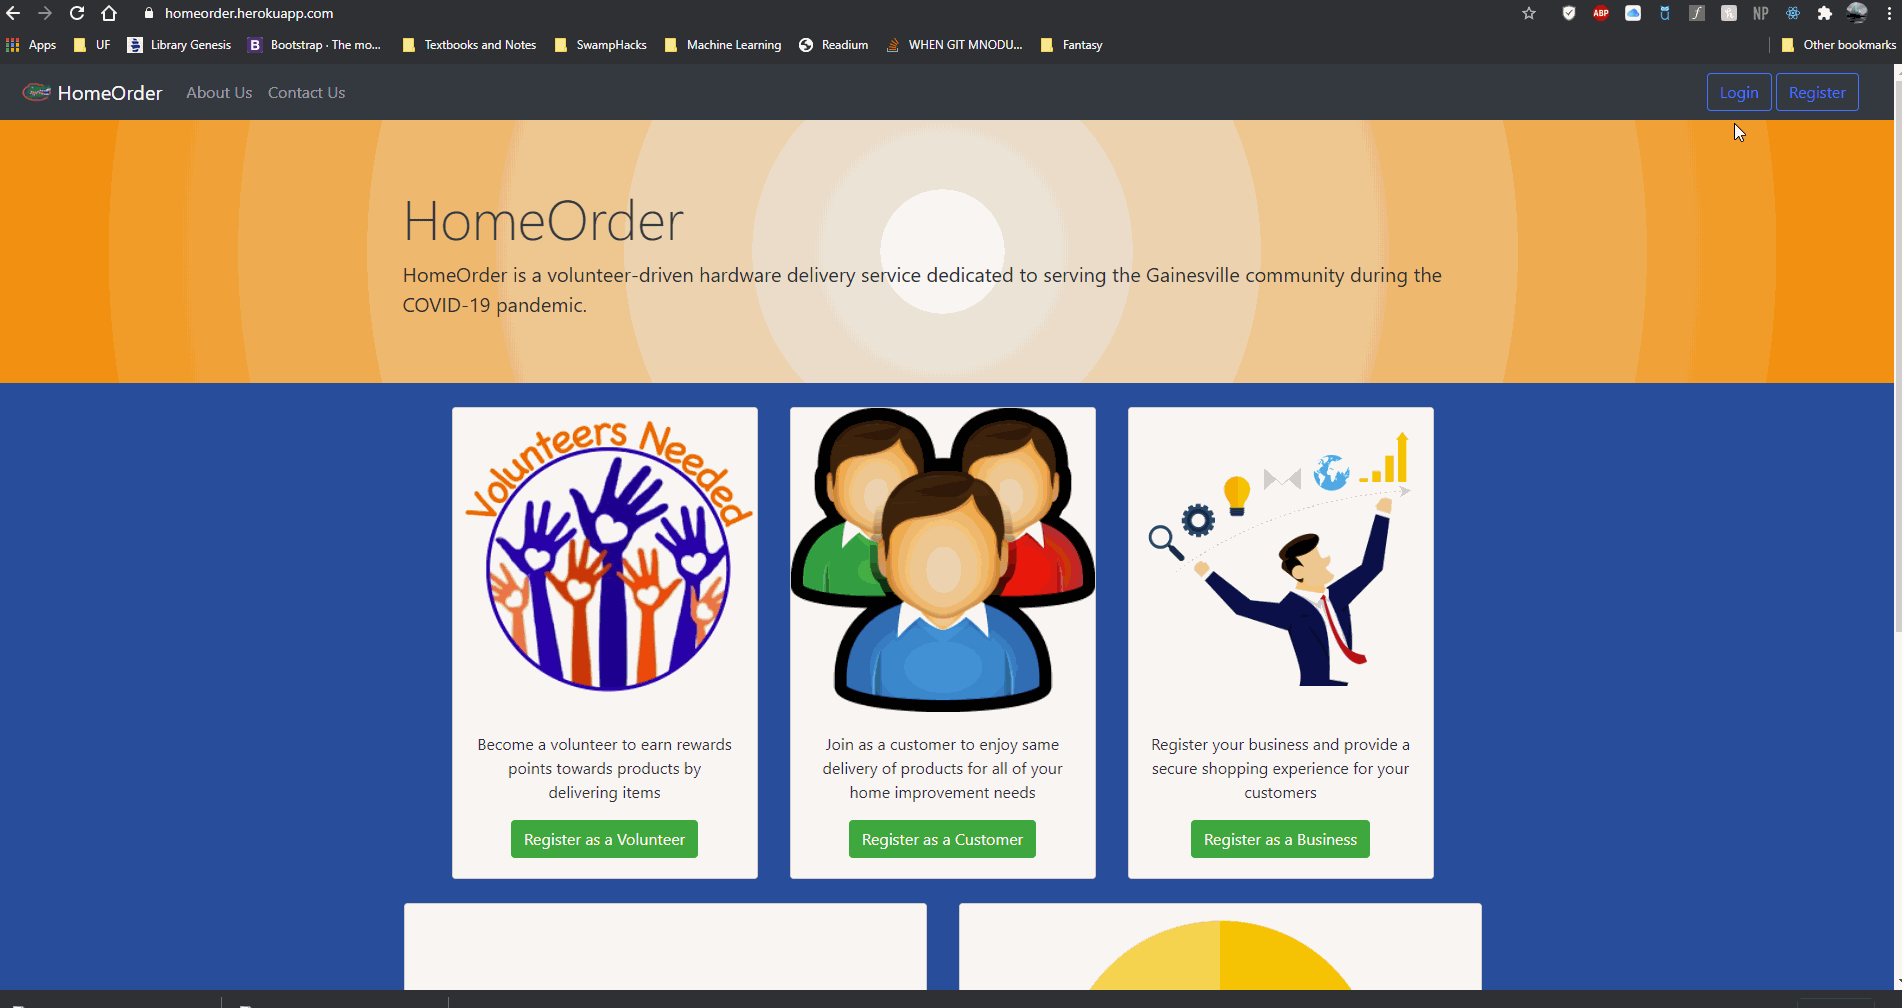 homeorder.herokuapp.com
ABP
f
NP
Apps
UF
Library Genesis
B Bootstrap · The mo...
Textbooks and Notes
SwampHacks
Machine Learning
Readium
WHEN GIT MNODU...
Fantasy
Other bookmarks
HomeOrder
About Us
Contact Us
Login
Register
HomeOrder
HomeOrder is a volunteer-driven hardware delivery service dedicated to serving the Gainesville community during the
COVID-19 pandemic.
Volunteers Needed
Become a volunteer to earn rewards
points towards products by
delivering items
Register as a Volunteer
Join as a customer to enjoy same
delivery of products for all of your
home improvement needs
Register as a Customer
Register your business and provide a
secure shopping experience for your
customers
Register as a Business